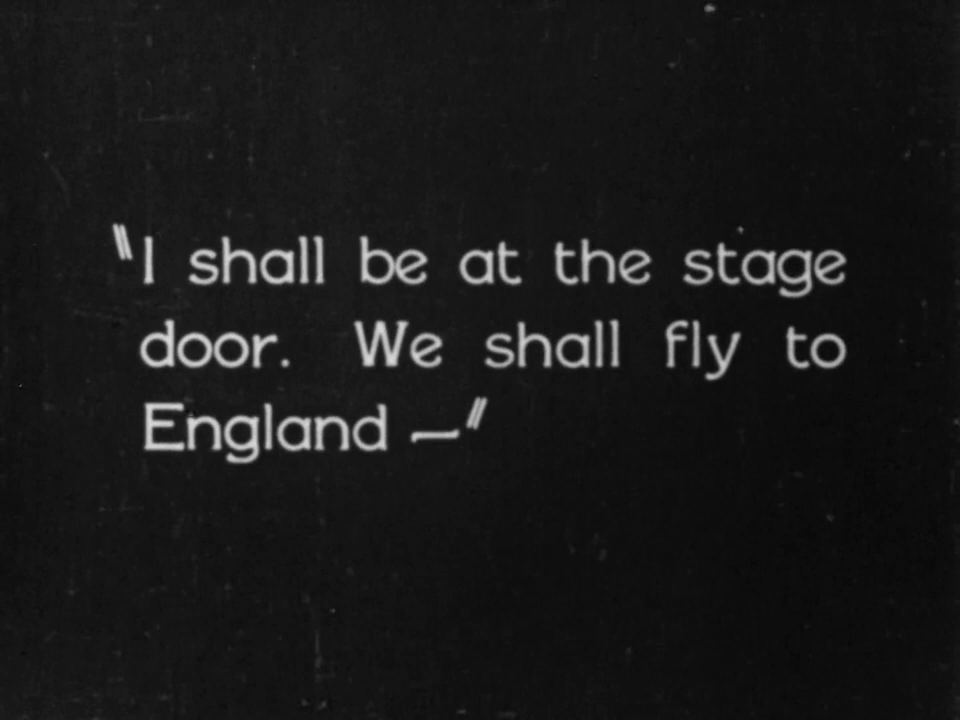 "I shall be at the stage
door. We shall fly to
England —"